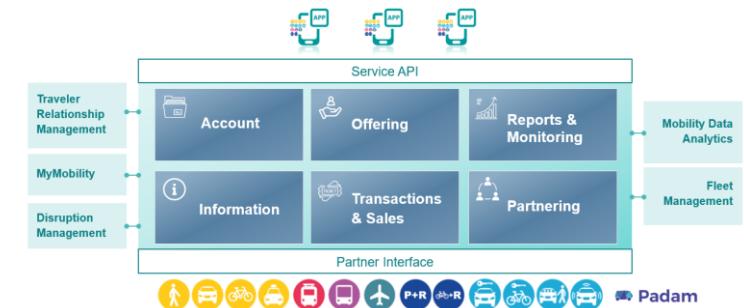 APP APP APP
Service API
Traveler
Relationship
Management
MyMobility
Disruption
Management
Account
Offering
Reports &
Monitoring
Information
Transactions
& Sales
Partnering
Mobility Data
Analytics
Fleet
Management
Partner Interface
P+R
+R
Padam